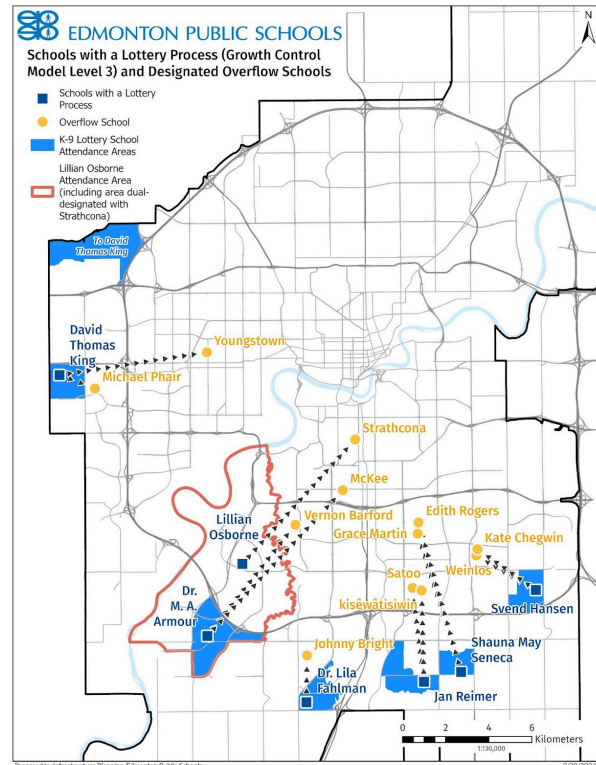 EDMONTON PUBLIC SCHOOLS
N
Schools with a Lottery Process (Growth Control
Model Level 3) and Designated Overflow Schools
Schools with a Lottery
Process
Overflow School
K-9 Lottery School
Attendance Areas
Lillian Osborne
Attendance Area
(including area dual-
designated with
Strathcona)
To David
Thomas King
David
Thomas
King
Youngstown
Michael Phair
Strathcona
McKee
Lillian
Osborne
Vernon Barford
Edith Rogers
Grace Martin
Kate Chegwin
Weinlos
Satoo
kisêwâtisiwin
Svend Hansen
Dr.
M. A.
Armour
Johnny Bright
Shauna May
Seneca
Dr. Lila
Fahlman
Jan Reimer
0 2 4 6
Kilometers
1:130,000